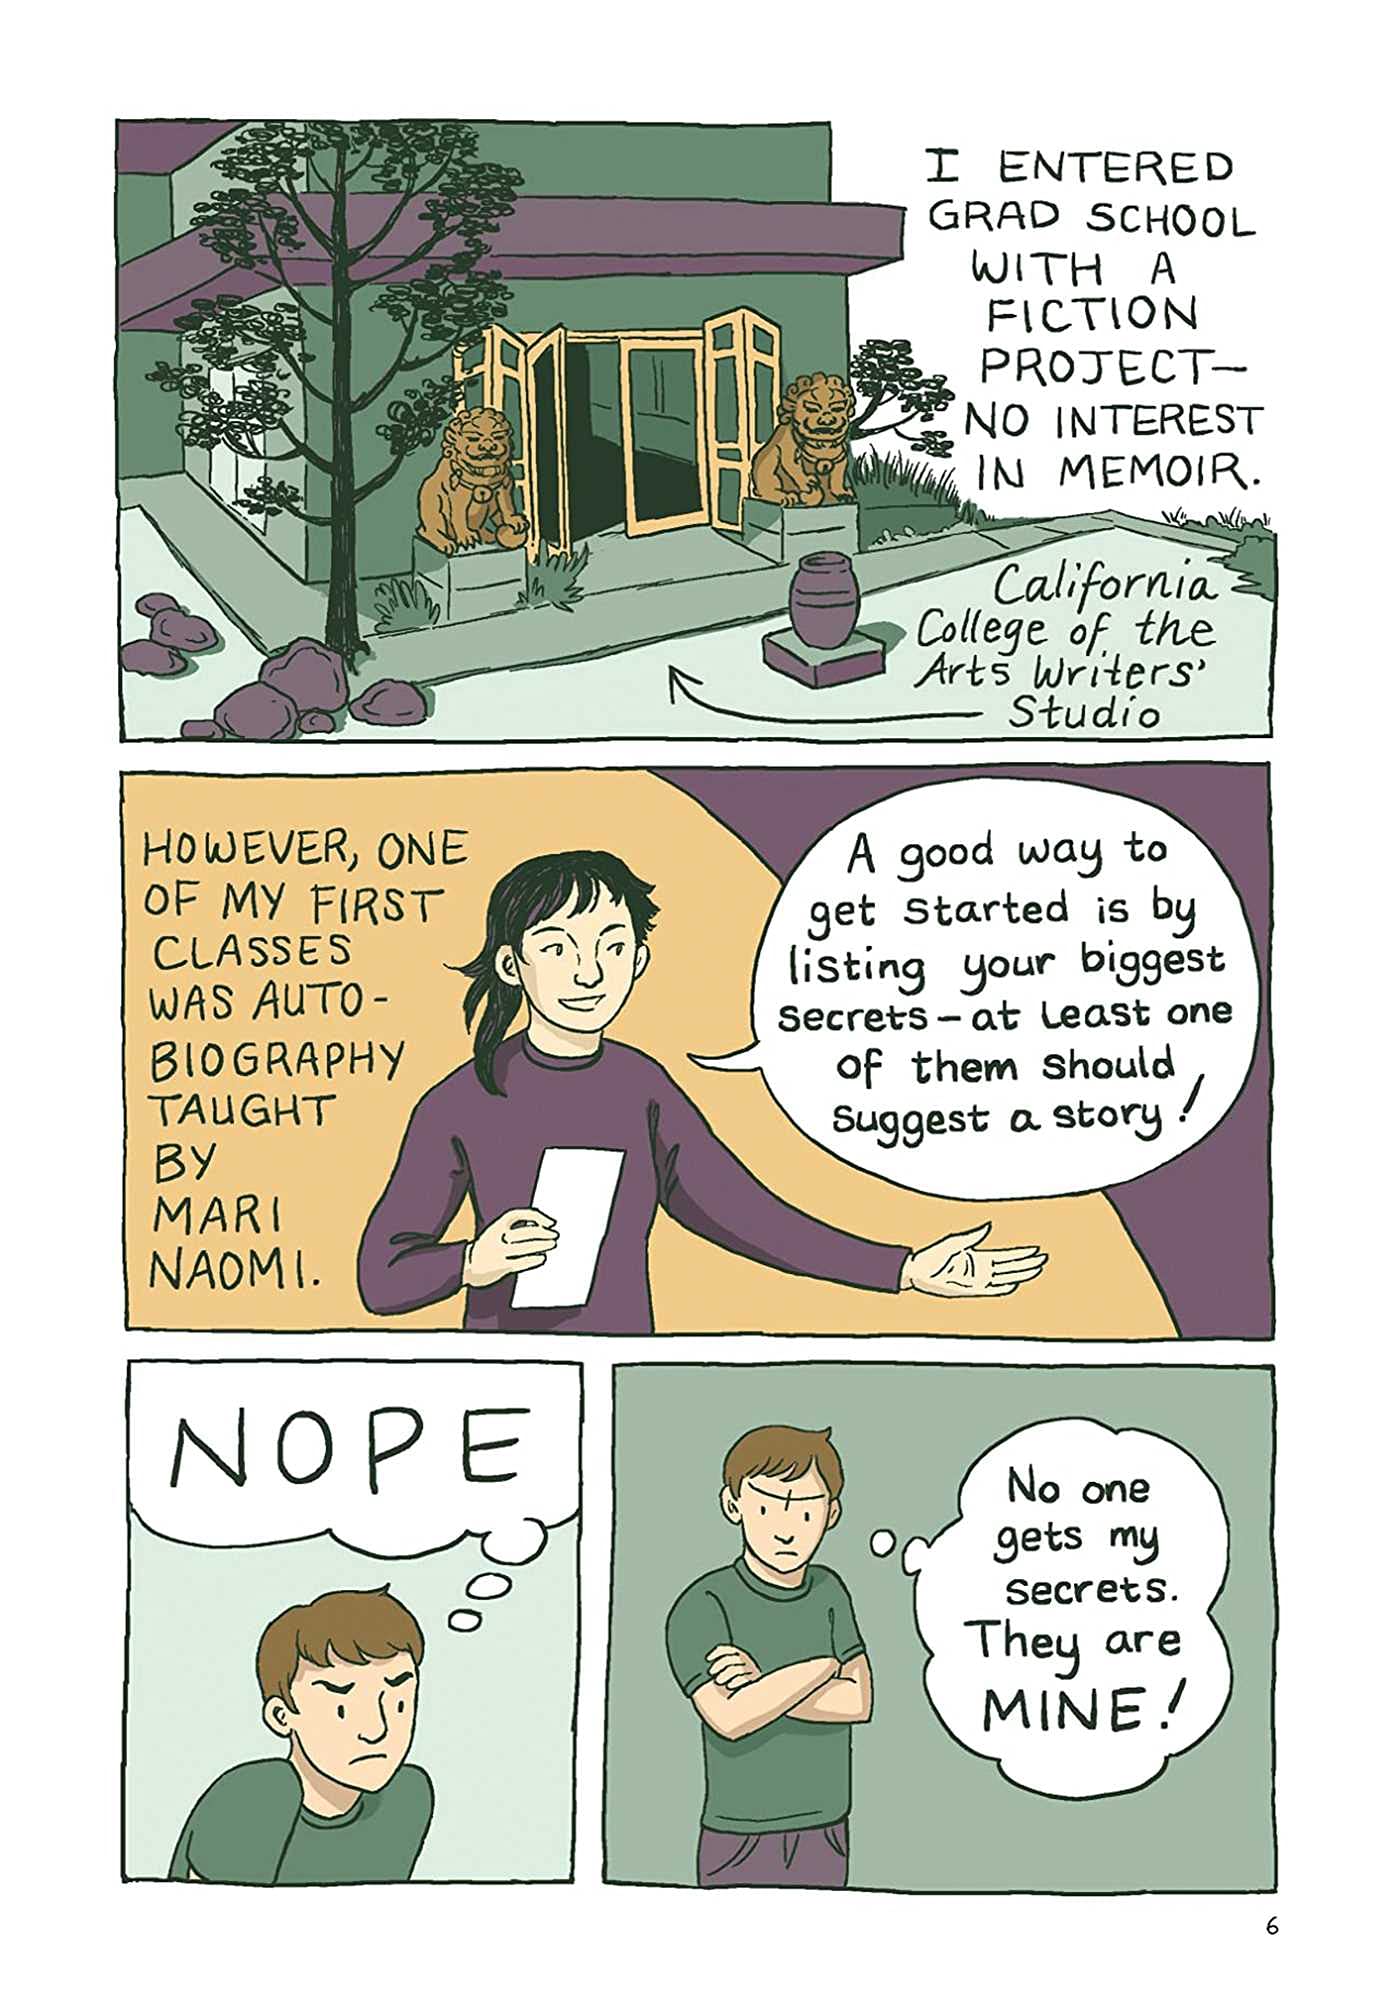 I ENTERED
GRAD SCHOOL
WITH A
FICTION
PROJECT—
NO INTEREST
IN MEMOIR.
California
College of the
Arts Writers'
Studio
HOWEVER, ONE
OF MY FIRST
CLASSES
WAS AUTO-
BIOGRAPHY
TAUGHT
BY
MARI
NAOMI.
A good way to
get started is by
listing your biggest
secrets—at least one
of them should
suggest a story!
NOPE
No one
gets my
secrets.
They are
MINE!
6